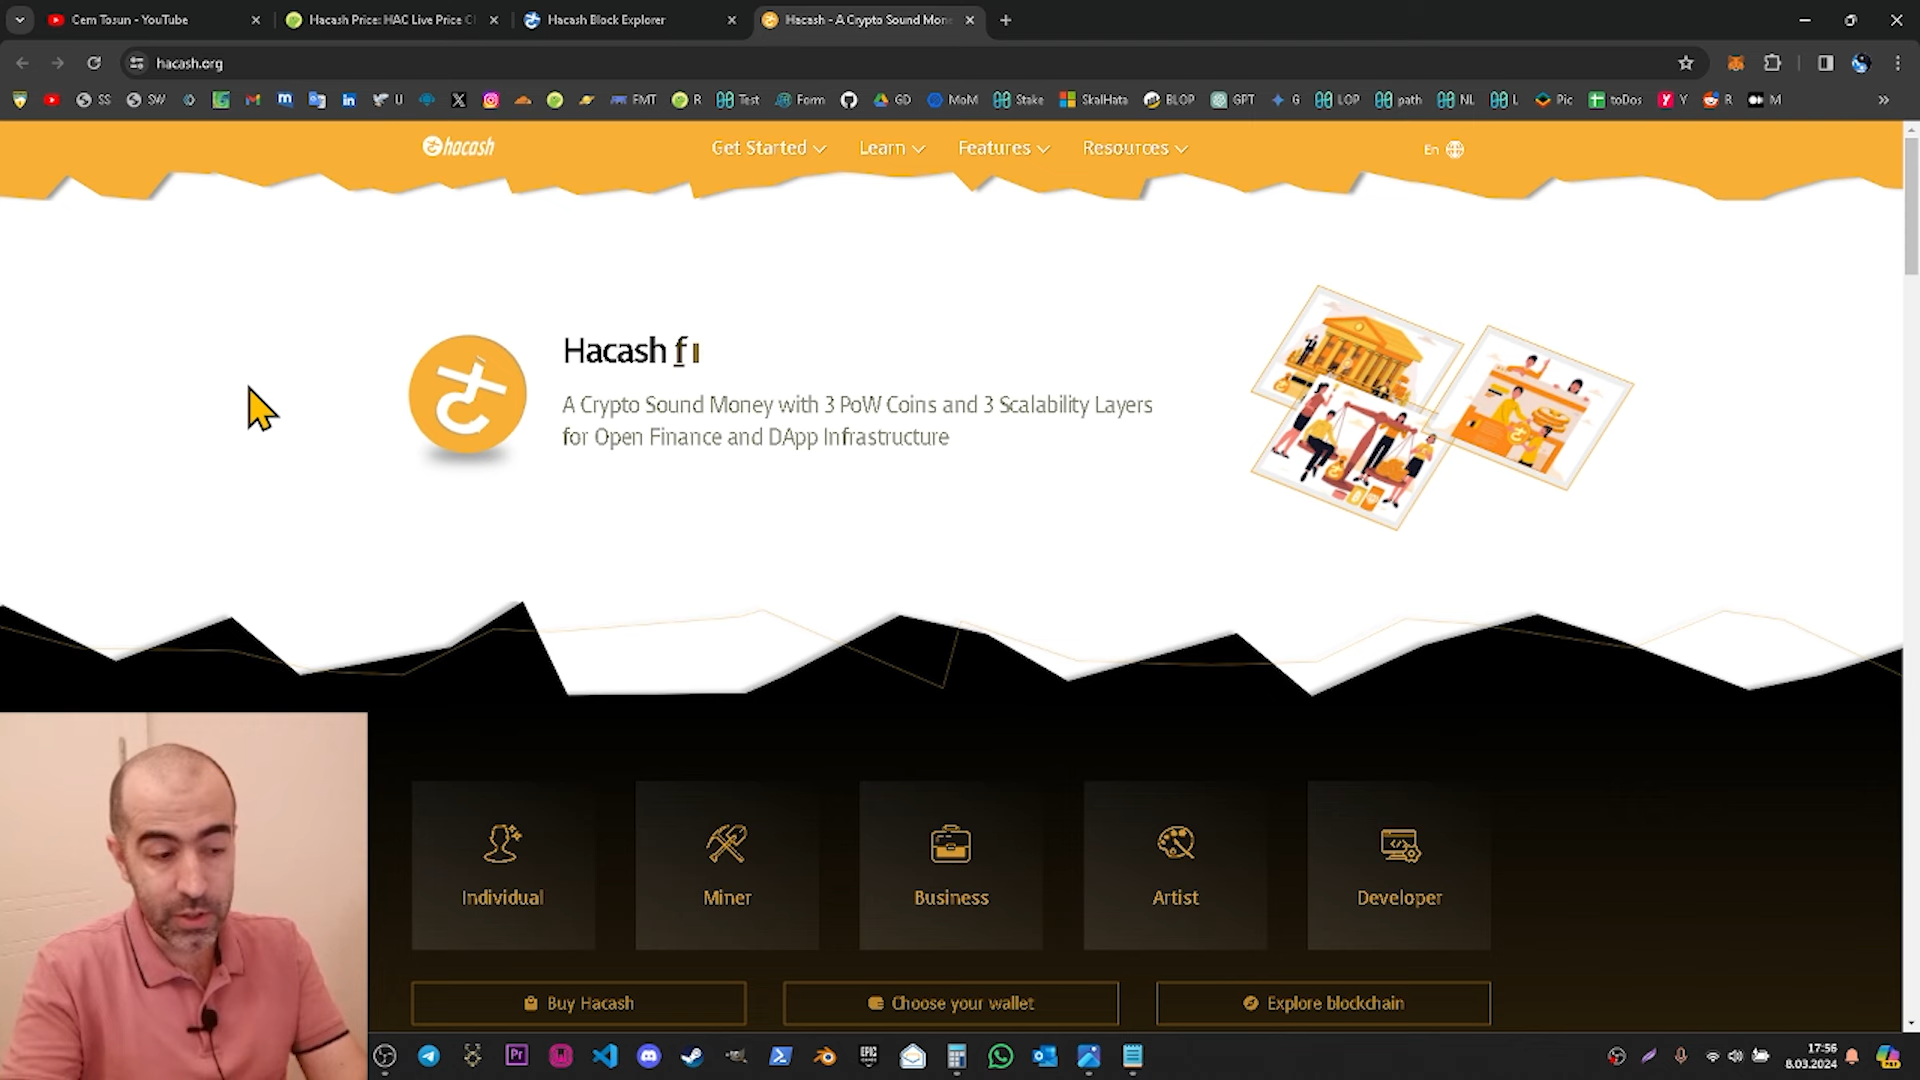 Cem Tosun - YouTube
Hacash Price: HAC Live Price C
Hacash Block Explorer
Hacash - A Crypto Sound Mon
hacash.org
SS
SW
U
FMT
R
Test
Form
GD
MoM
Stake
SkalHata
BLOP
GPT
G
LOP
path
NL
L
Pic
toDos
Y
R
M
hacash
Get Started
Learn
Features
Resources
En
Hacash f
A Crypto Sound Money with 3 PoW Coins and 3 Scalability Layers
for Open Finance and DApp Infrastructure
Individual
Miner
Business
Artist
Developer
Buy Hacash
Choose your wallet
Explore blockchain
Pr
EPIC
17:56
8.03.2024